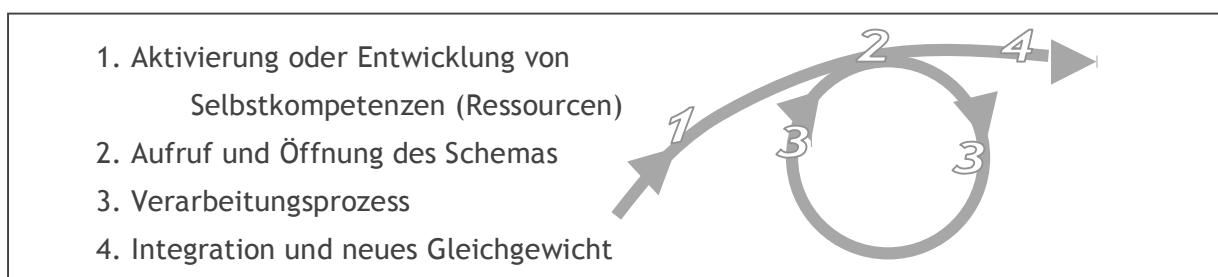 1. Aktivierung oder Entwicklung von
Selbstkompetenzen (Ressourcen)
2. Aufruf und Öffnung des Schemas
3. Verarbeitungsprozess
4. Integration und neues Gleichgewicht
1
2
4
3
3